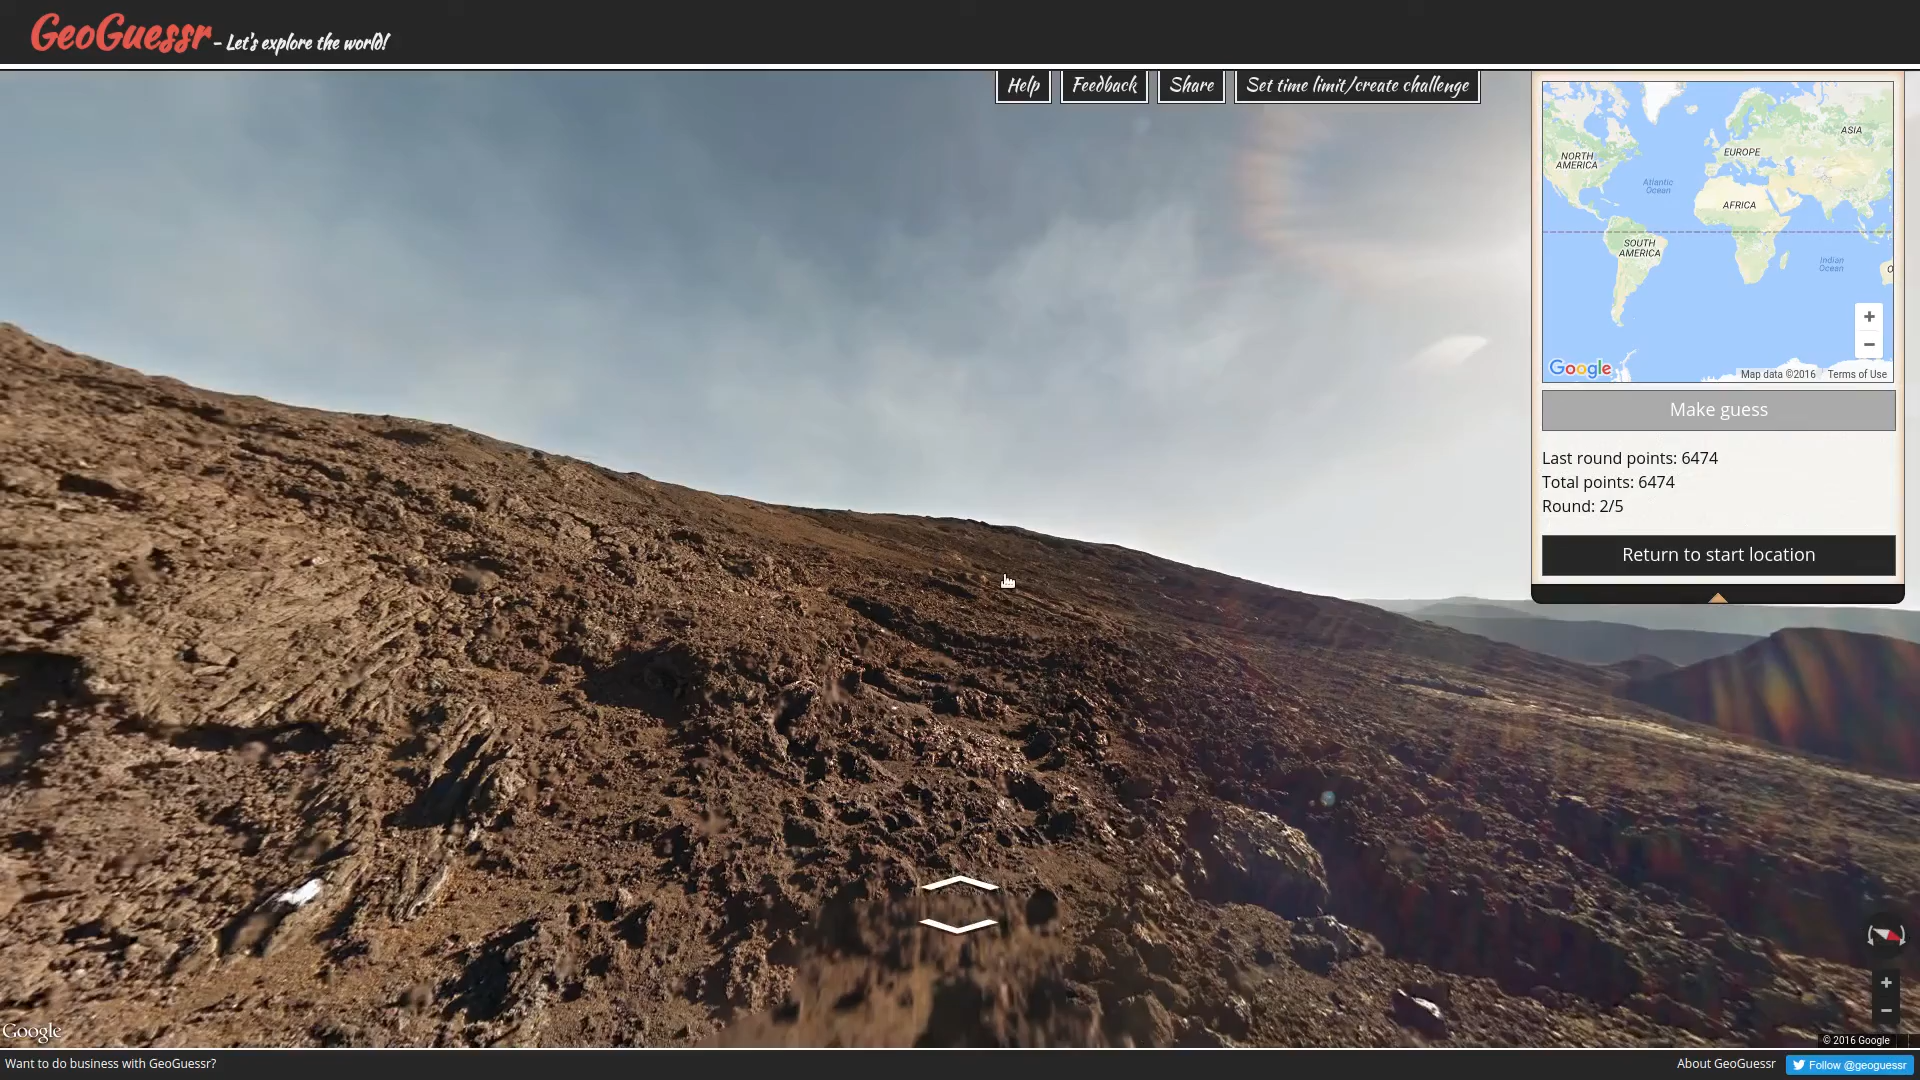 GeoGuessr - Let's explore the world!
Help
Feedback
Share
Set time limit/create challenge
NORTH
AMERICA
Atlantic
Ocean
EUROPE
ASIA
AFRICA
SOUTH
AMERICA
Indian
Ocean
O
+
−
Google
Map data ©2016
Terms of Use
Make guess
Last round points: 6474
Total points: 6474
Round: 2/5
Return to start location
+
−
Google
© 2016 Google
Want to do business with GeoGuessr?
About GeoGuessr
Follow @geoguessr